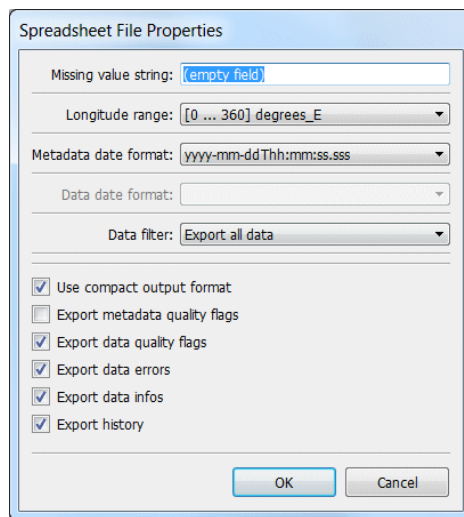 Spreadsheet File Properties
Missing value string: (empty field)
Longitude range: [0 ... 360] degrees_E
Metadata date format: yyyy-mm-ddThh:mm:ss.sss
Data date format:
Data filter: Export all data
Use compact output format
Export metadata quality flags
Export data quality flags
Export data errors
Export data infos
Export history
OK Cancel